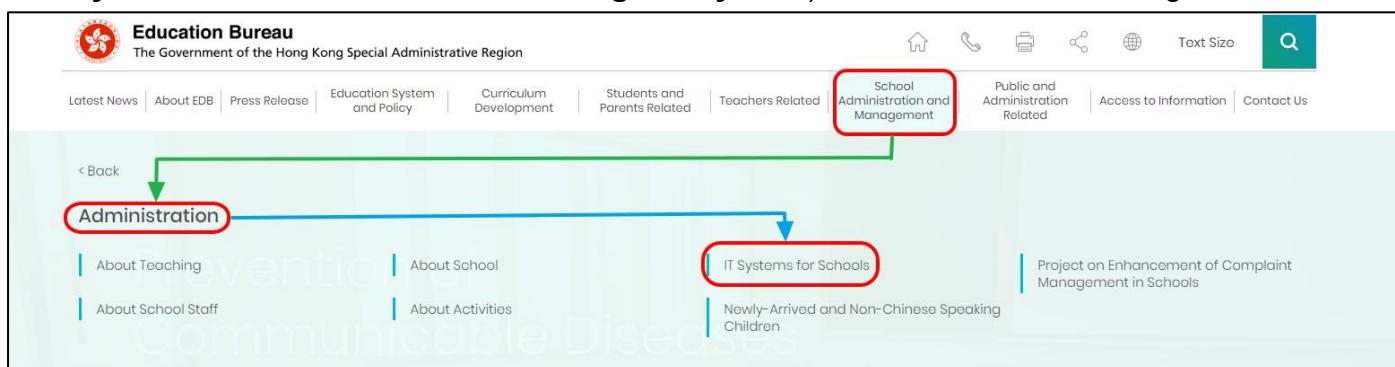 Education Bureau
The Government of the Hong Kong Special Administrative Region
Text Size
Latest News
About EDB
Press Release
Education System
and Policy
Curriculum
Development
Students and
Parents Related
Teachers Related
School
Administration and
Management
Public and
Administration
Related
Access to Information
Contact Us
< Back
Administration
About Teaching
About School
IT Systems for Schools
Project on Enhancement of Complaint
Management in Schools
About School Staff
About Activities
Newly-Arrived and Non-Chinese Speaking
Children
Prevention of
Communicable Diseases